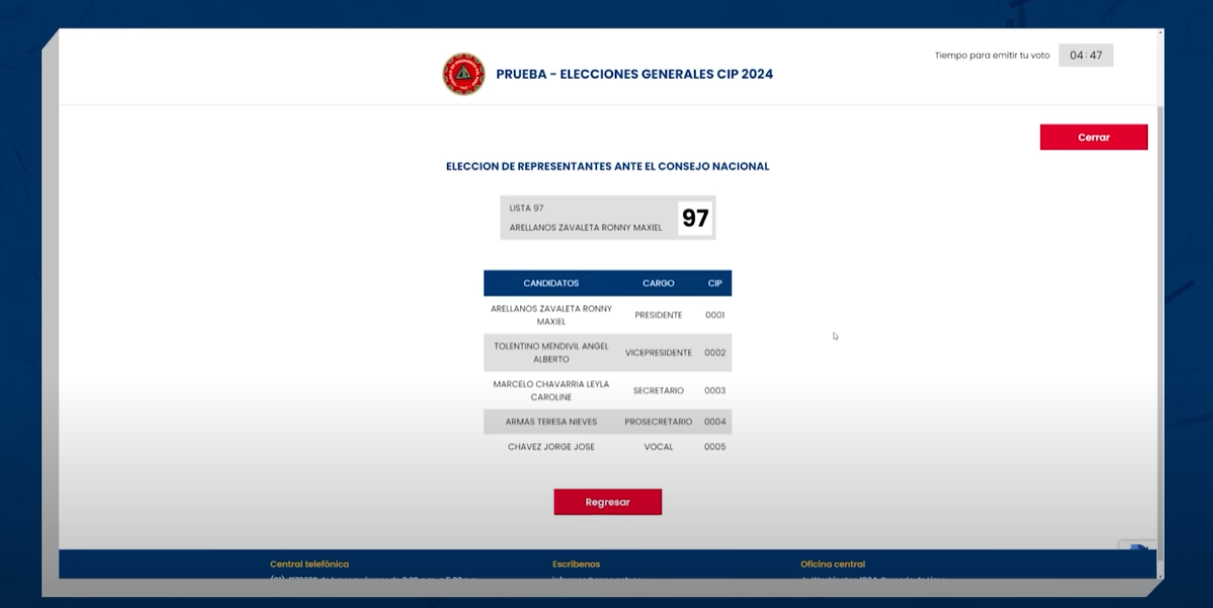 Tiempo para emitir tu voto 04:47
PRUEBA - ELECCIONES GENERALES CIP 2024
Cerrar
ELECCION DE REPRESENTANTES ANTE EL CONSEJO NACIONAL
LISTA 97
ARELLANOS ZAVALETA RONNY MAXIEL
97
CANDIDATOS CARGO CIP
ARELLANOS ZAVALETA RONNY
MAXIEL PRESIDENTE 0001
TOLENTINO MENDIVIL ANGEL
ALBERTO VICEPRESIDENTE 0002
MARCELO CHAVARRIA LEYLA
CAROLINE SECRETARIO 0003
ARMAS TERESA NIEVES PROSECRETARIO 0004
CHAVEZ JORGE JOSE VOCAL 0005
Regresar
Central telefónica Escríbenos Oficina central